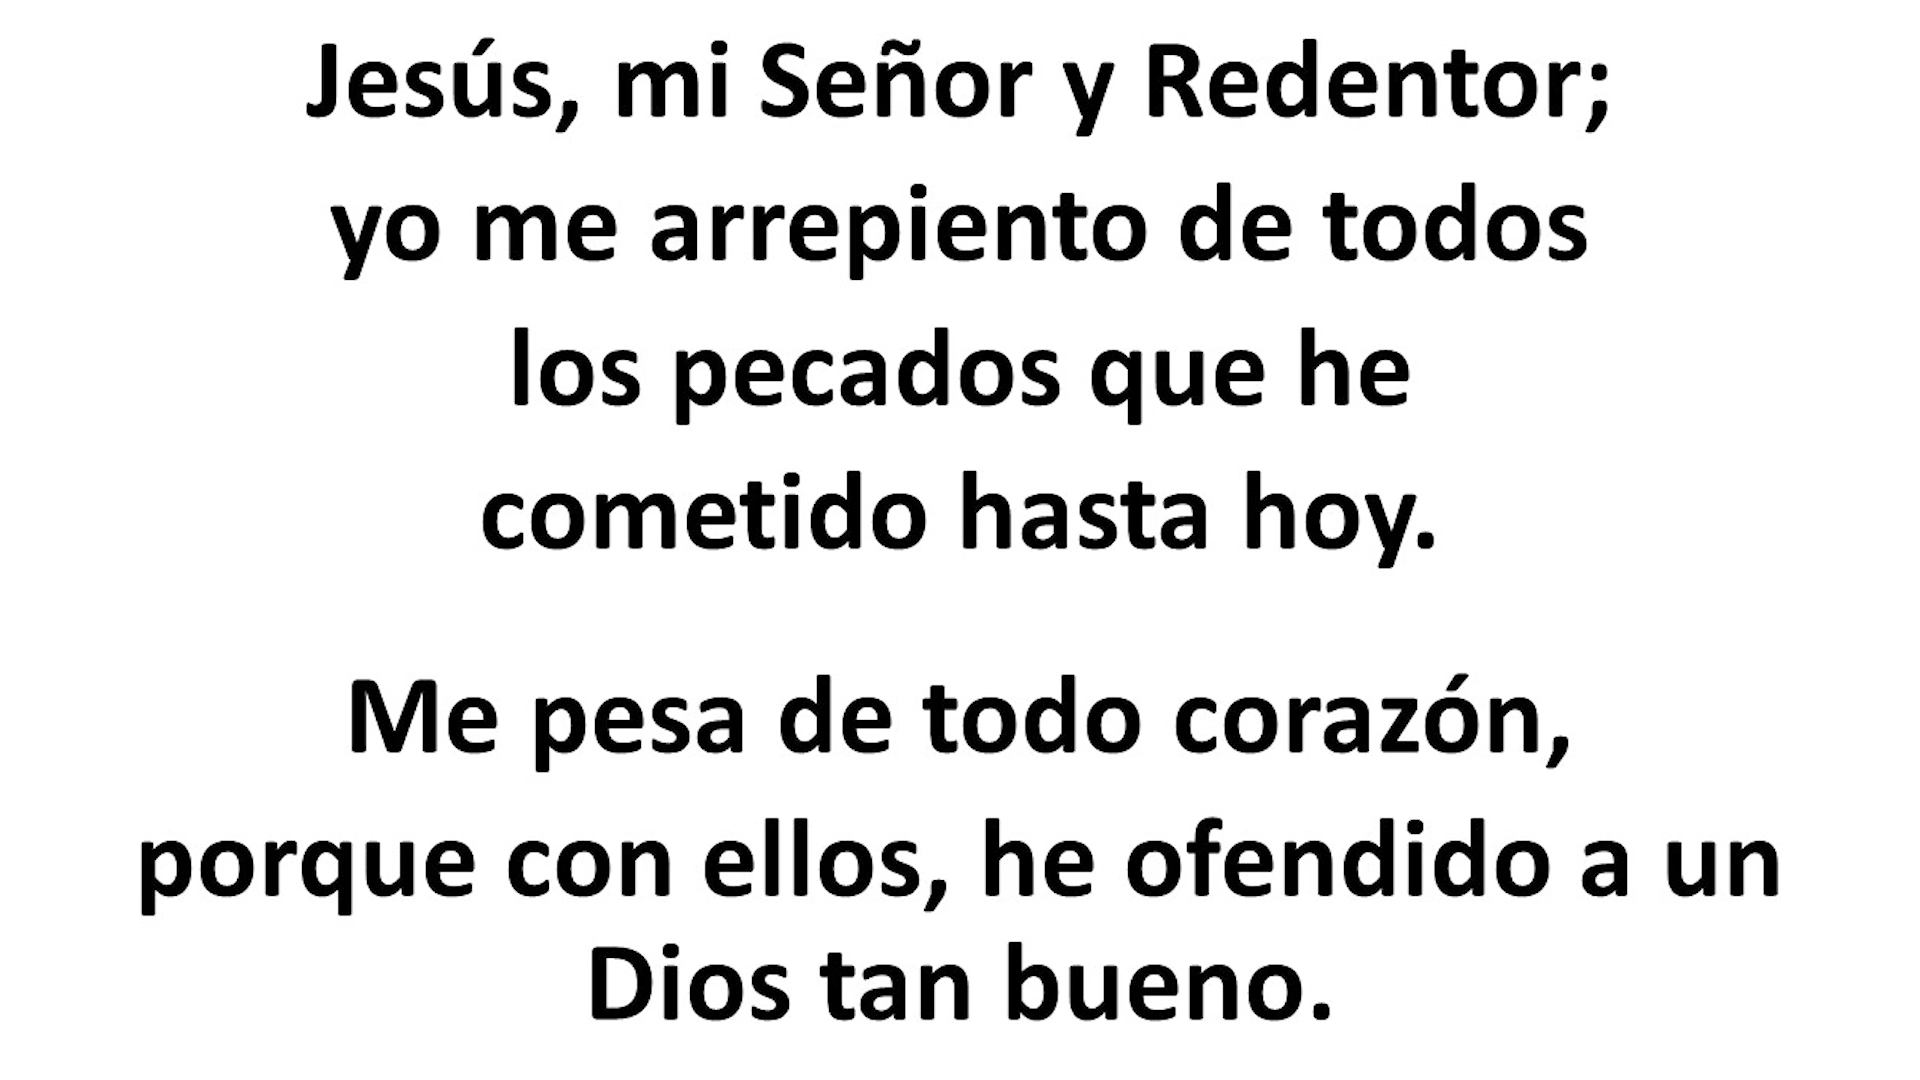 Jesús, mi Señor y Redentor;
yo me arrepiento de todos
los pecados que he
cometido hasta hoy.
Me pesa de todo corazón,
porque con ellos, he ofendido a un
Dios tan bueno.